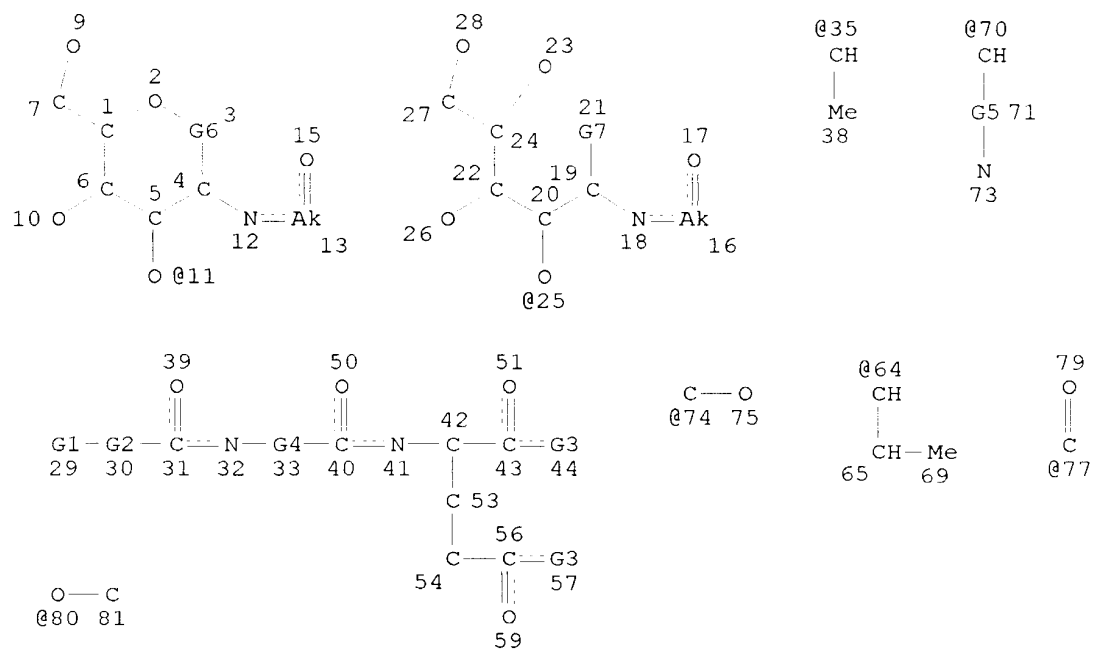 9 28 @35 @70
O O 23 CH CH
2 O
O 21 Me G5 71
7 C 1 3 27 C G7 38
C G6 15 C 24 17 N
O O 73
6 4 22 19
C 5 C C 20 C
10 O C N Ak O C N Ak
12 13 26 18 16
O @11 O
@25
39 50 51 @64 79
O O O C O CH O
42 @74 75
G1 G2 C N G4 C N C C G3 CH Me C
29 30 31 32 33 40 41 43 44 65 69 @77
C 53
56
C C G3
54 57
O C O
@80 81 59